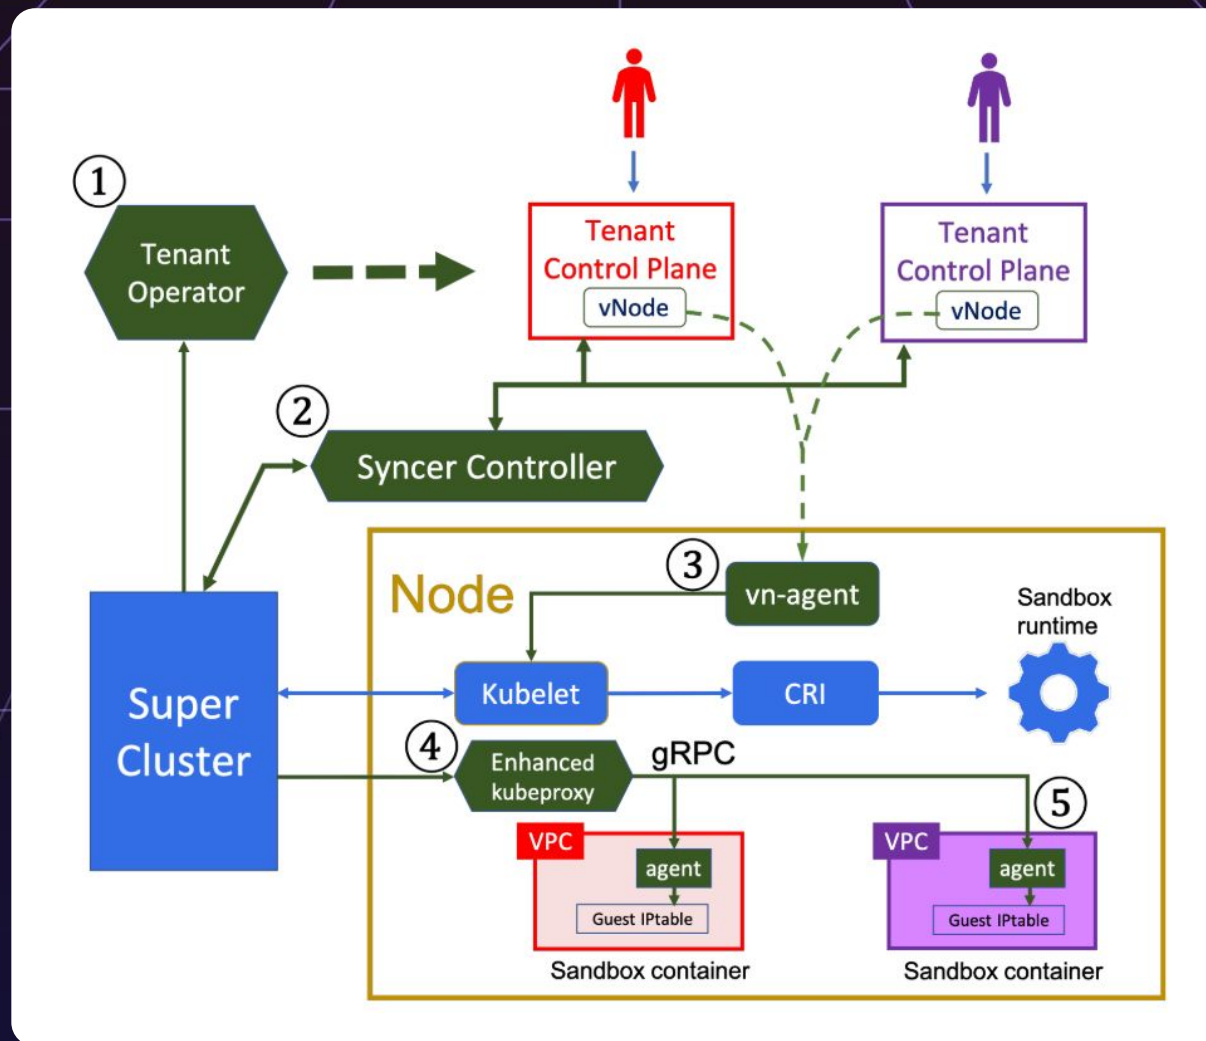 ①
Tenant
Operator
Tenant
Control Plane
vNode
Tenant
Control Plane
vNode
②
Syncer Controller
Node
③
vn-agent
Sandbox
runtime
Super
Cluster
Kubelet
CRI
④
Enhanced
kubeproxy
gRPC
⑤
VPC
agent
Guest IPtable
Sandbox container
VPC
agent
Guest IPtable
Sandbox container